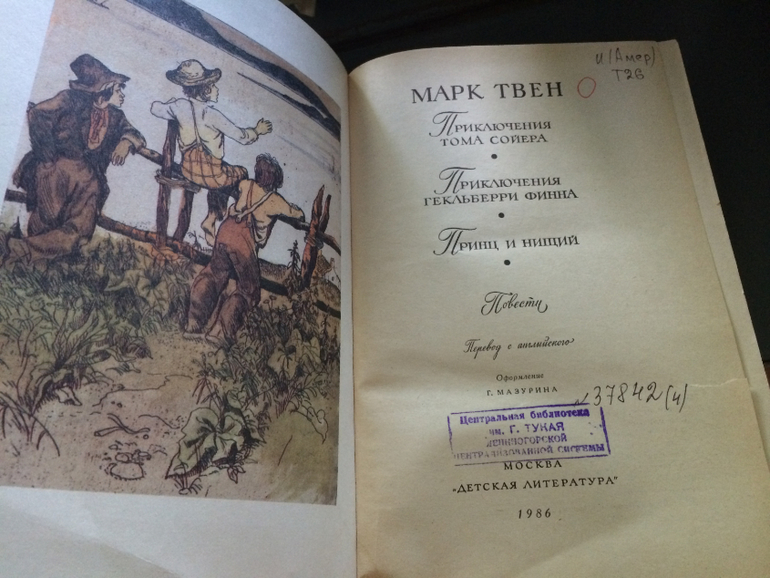 И(Амер)
Т26
МАРК ТВЕН
Приключения
ТОМА СОЙЕРА
Приключения
ГЕКЛЬБЕРРИ ФИННА
Принц и нищий
Повести
Перевод с английского
Оформление
Г. МАЗУРИНА
37842(ч)
Центральная библиотека
им. Г. ТУКАЯ
ЛЕНИНОГОРСКОЙ
ЦЕНТРАЛИЗОВАННОЙ СИСТЕМЫ
МОСКВА
"ДЕТСКАЯ ЛИТЕРАТУРА"
1986